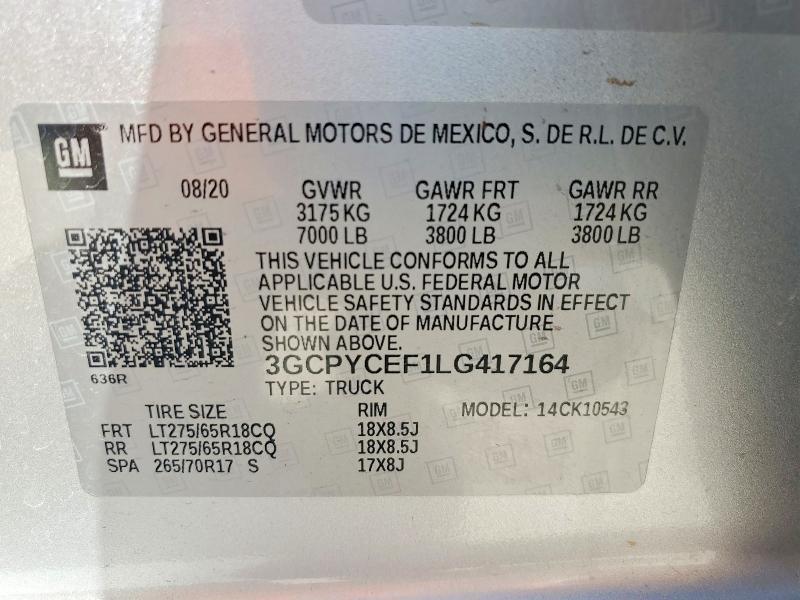 GM
MFD BY GENERAL MOTORS DE MEXICO, S. DE R.L. DE C.V.
08/20 GVWR GAWR FRT GAWR RR
3175 KG 1724 KG 1724 KG
7000 LB 3800 LB 3800 LB
THIS VEHICLE CONFORMS TO ALL
APPLICABLE U.S. FEDERAL MOTOR
VEHICLE SAFETY STANDARDS IN EFFECT
ON THE DATE OF MANUFACTURE
SHOWN ABOVE.
3GCPYCEF1LG417164
636R
TYPE: TRUCK
TIRE SIZE RIM MODEL: 14CK10543
FRT LT275/65R18CQ 18X8.5J
RR LT275/65R18CQ 18X8.5J
SPA 265/70R17 S 17X8J